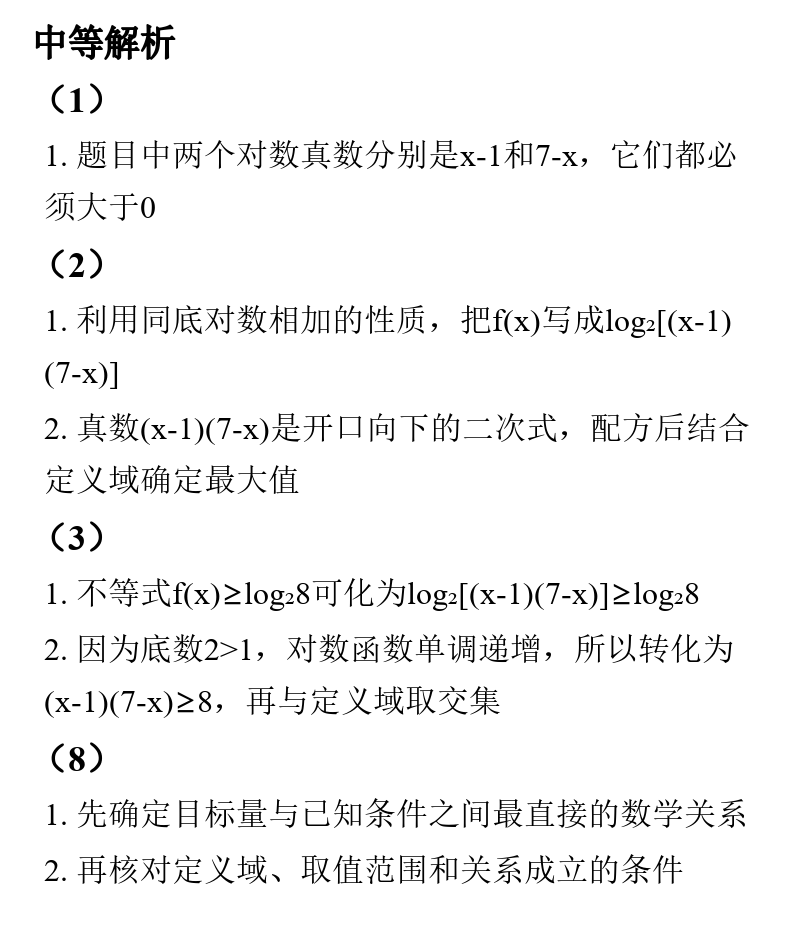 中等解析
（1）
1. 题目中两个对数真数分别是x-1和7-x，它们都必
须大于0
（2）
1. 利用同底对数相加的性质，把f(x)写成log₂[(x-1)
(7-x)]
2. 真数(x-1)(7-x)是开口向下的二次式，配方后结合
定义域确定最大值
（3）
1. 不等式f(x)≥log₂8可化为log₂[(x-1)(7-x)]≥log₂8
2. 因为底数2>1，对数函数单调递增，所以转化为
(x-1)(7-x)≥8，再与定义域取交集
（8）
1. 先确定目标量与已知条件之间最直接的数学关系
2. 再核对定义域、取值范围和关系成立的条件